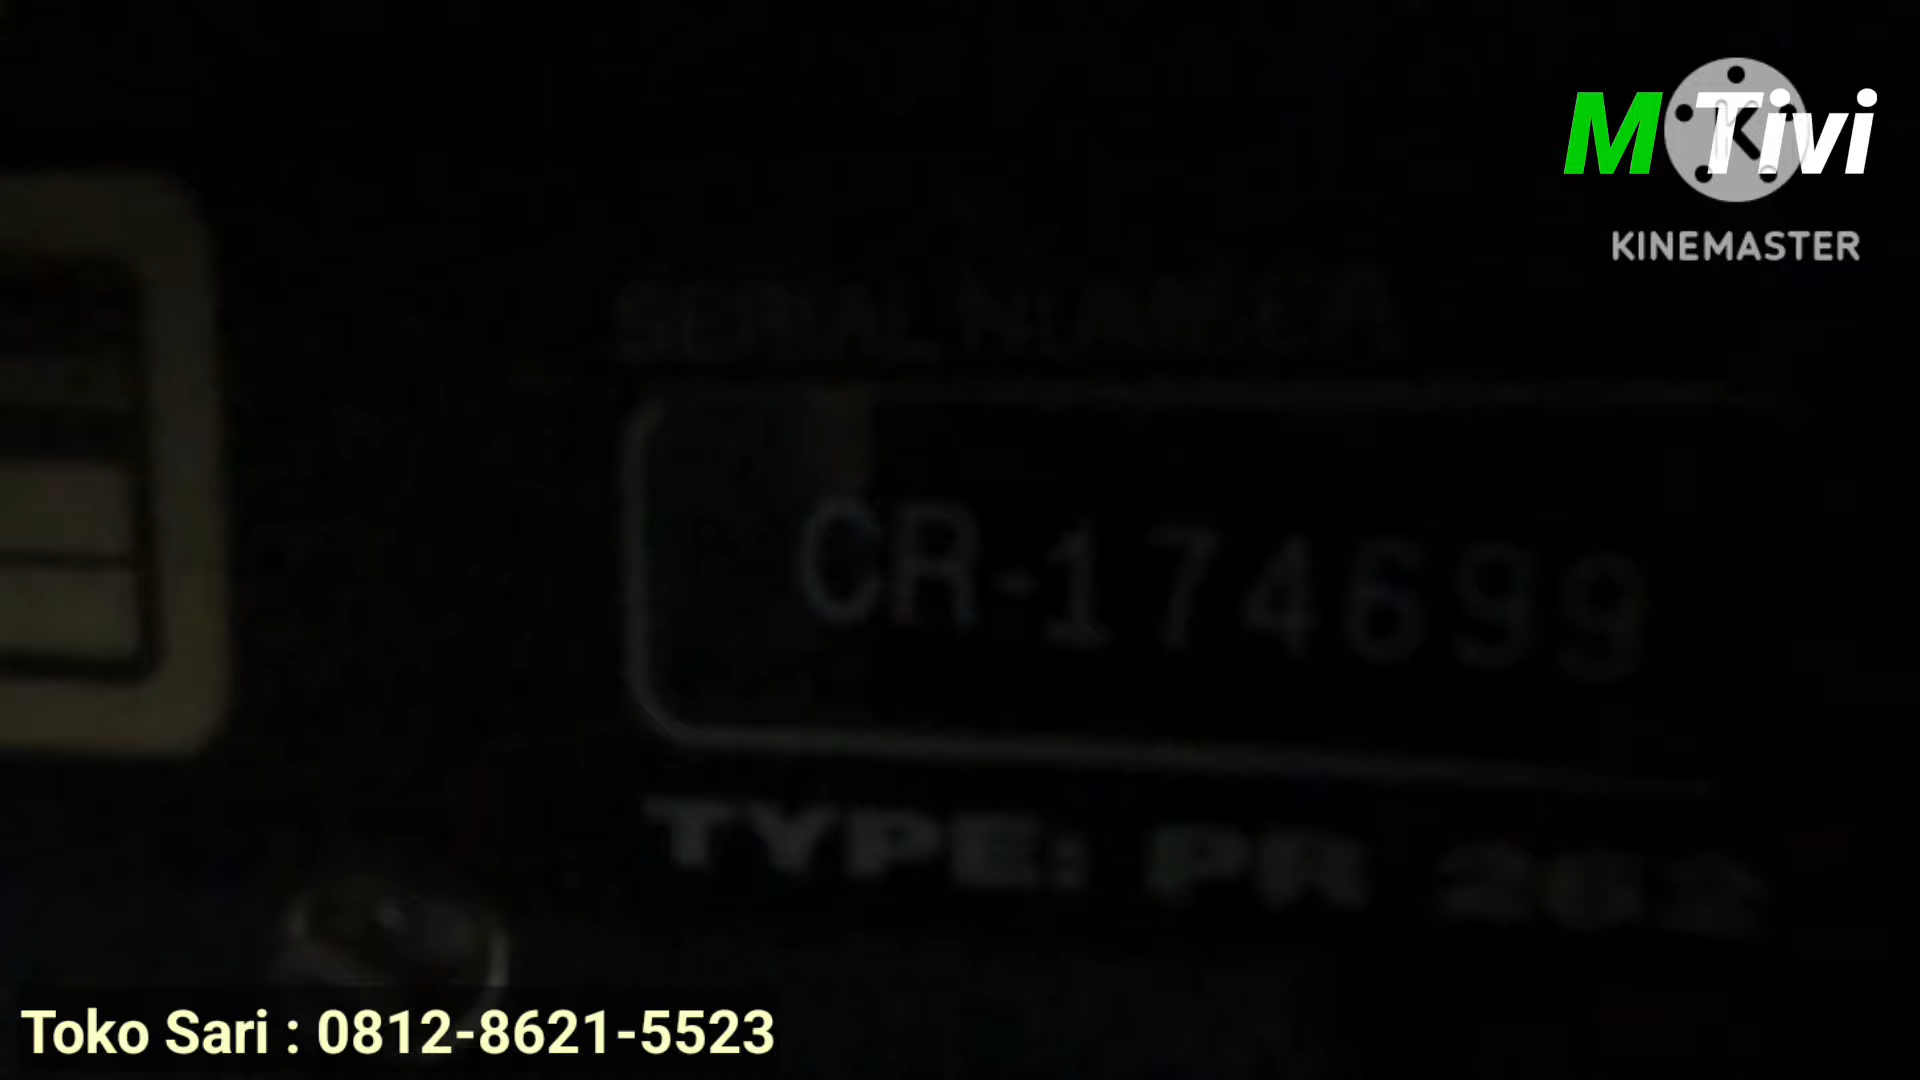 M Tivi
KINEMASTER
SERIAL NUMBER
CR-174699
TYPE: PR 262
Toko Sari : 0812-8621-5523